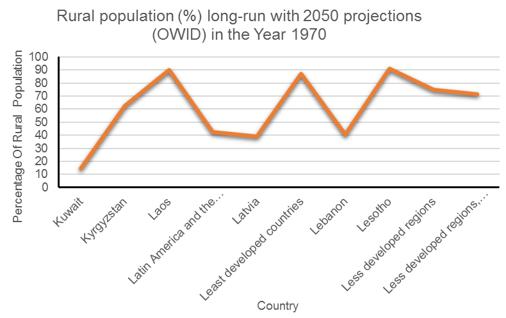 Rural population (%) long-run with 2050 projections
(OWID) in the Year 1970
Percentage Of Rural Population
100
90
80
70
60
50
40
30
20
10
0
Kuwait
Kyrgyzstan
Laos
Latin America and the…
Latvia
Least developed countries
Lebanon
Lesotho
Less developed regions
Less developed regions,…
Country